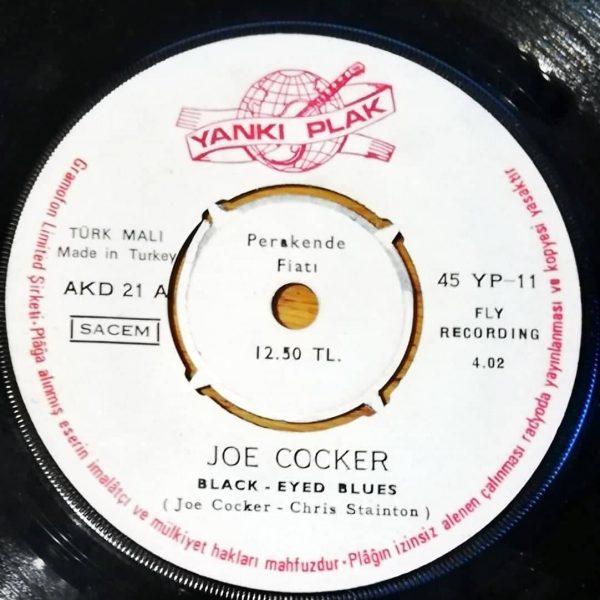 YANKI PLAK
TÜRK MALI
Made in Turkey
AKD 21 A
SACEM
Perakende
Fiatı
12.50 TL.
45 YP-11
FLY
RECORDING
4.02
JOE COCKER
BLACK - EYED BLUES
( Joe Cocker - Chris Stainton )
Gramofon Limited Şirketi · Plâğa alınmış eserin imalâtçı ve mülkiyet hakları mahfuzdur · Plâğın izinsiz alenen çalınması radyoda yayınlanması ve kopyesi yasaktır